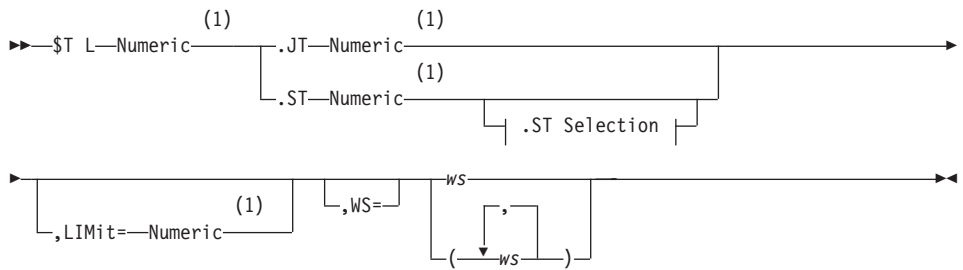 (1) (1)
$T L Numeric .JT Numeric
(1)
.ST Numeric
.ST Selection
ws
(1) ,WS= ,
,LIMit= Numeric ( ws )